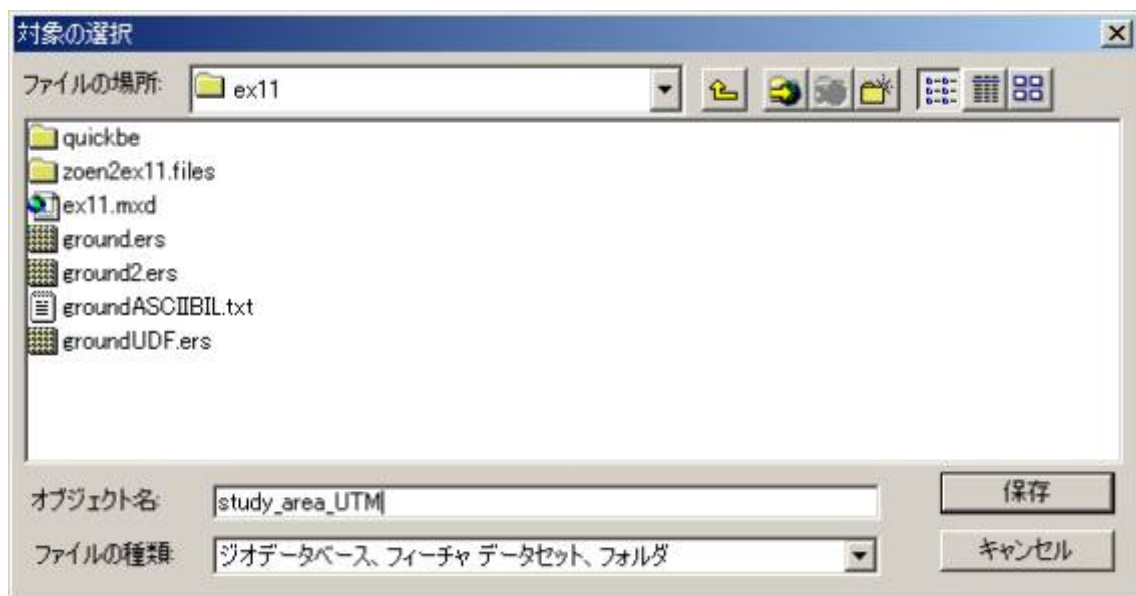 対象の選択
ファイルの場所:
ex11
quickbe
zoen2ex11.files
ex11.mxd
ground.ers
ground2.ers
groundASCIIBIL.txt
groundUDF.ers
オブジェクト名:
study_area_UTM
保存
ファイルの種類:
ジオデータベース、フィーチャ データセット、フォルダ
キャンセル